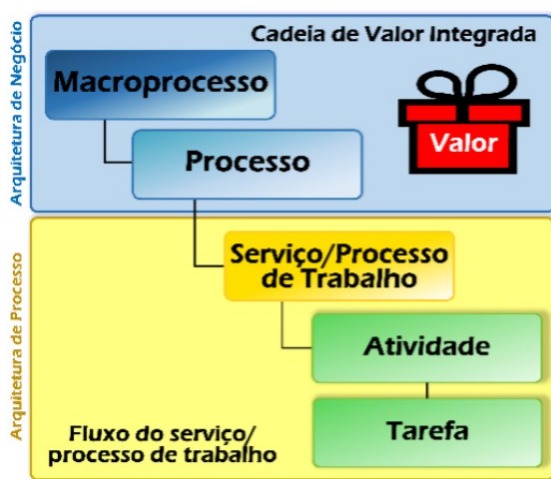 Arquitetura de Negócio
Cadeia de Valor Integrada
Macroprocesso
Valor
Processo
Arquitetura de Processo
Serviço/Processo
de Trabalho
Atividade
Tarefa
Fluxo do serviço/
processo de trabalho